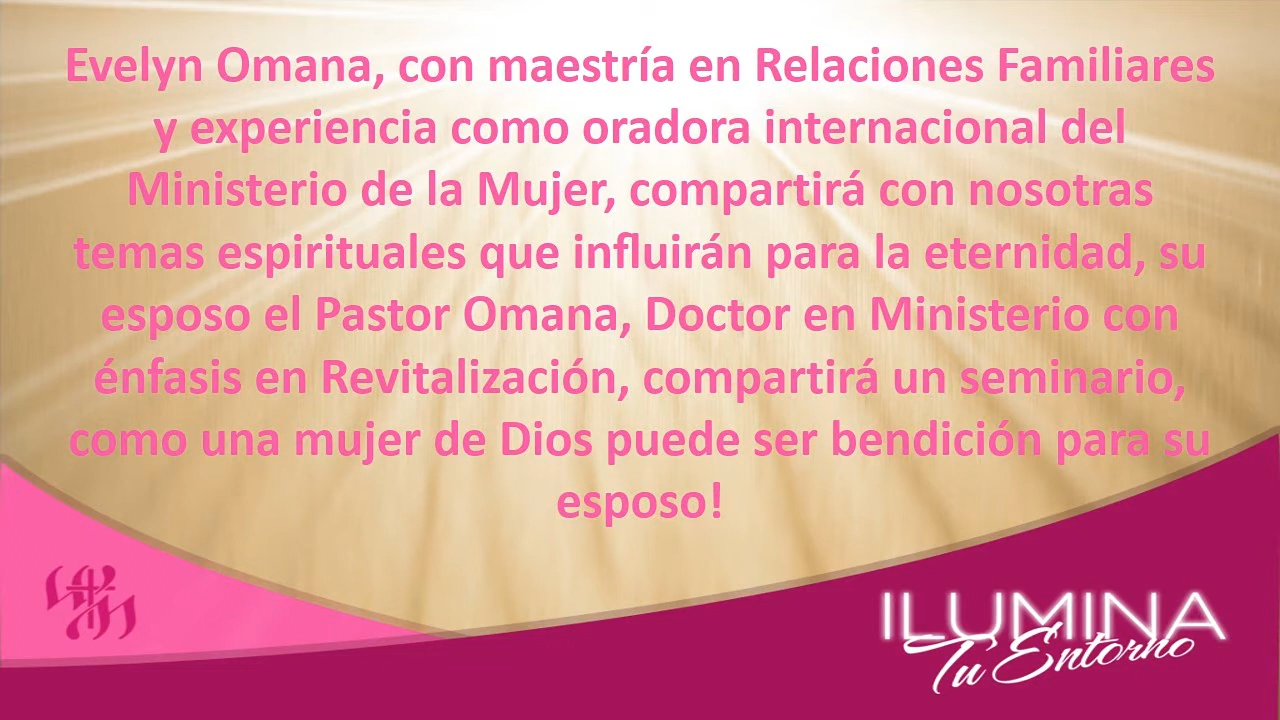 Evelyn Omana, con maestría en Relaciones Familiares
y experiencia como oradora internacional del
Ministerio de la Mujer, compartirá con nosotras
temas espirituales que influirán para la eternidad, su
esposo el Pastor Omana, Doctor en Ministerio con
énfasis en Revitalización, compartirá un seminario,
como una mujer de Dios puede ser bendición para su
esposo!
ILUMINA
Tu Entorno